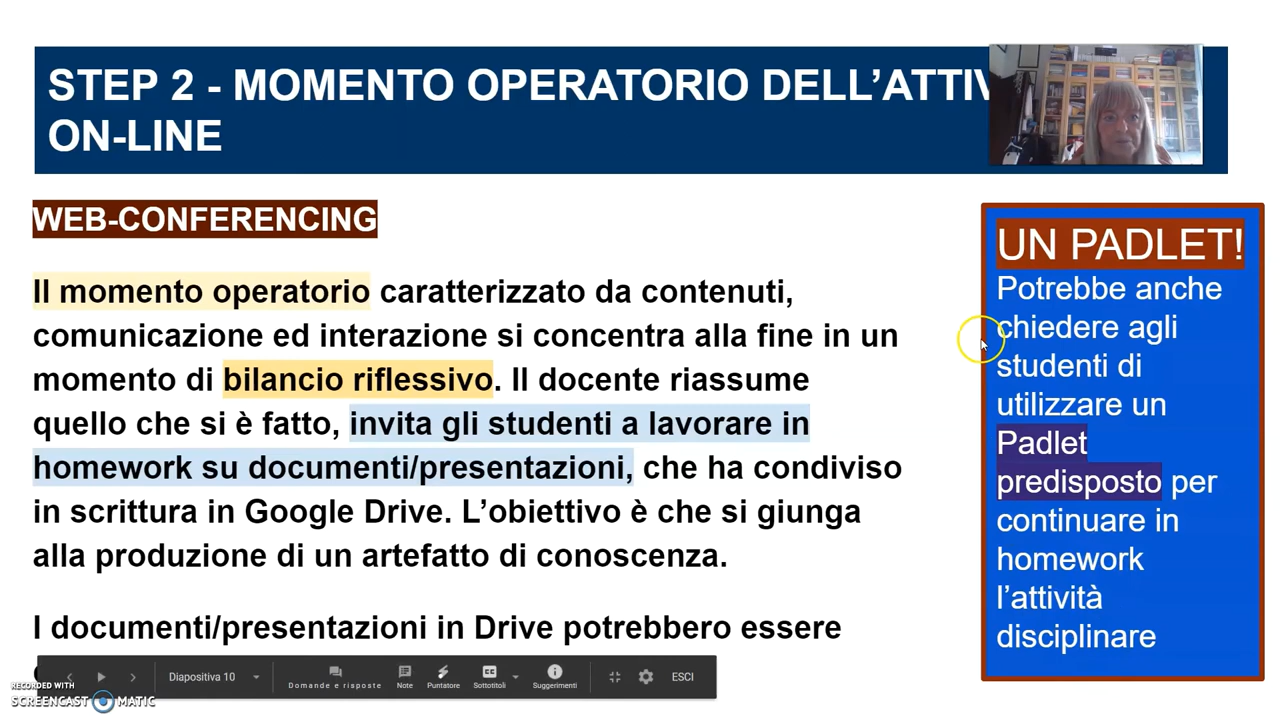 STEP 2 - MOMENTO OPERATORIO DELL’ATTIV
ON-LINE
WEB-CONFERENCING
Il momento operatorio caratterizzato da contenuti,
comunicazione ed interazione si concentra alla fine in un
momento di bilancio riflessivo. Il docente riassume
quello che si è fatto, invita gli studenti a lavorare in
homework su documenti/presentazioni, che ha condiviso
in scrittura in Google Drive. L’obiettivo è che si giunga
alla produzione di un artefatto di conoscenza.
I documenti/presentazioni in Drive potrebbero essere
UN PADLET!
Potrebbe anche
chiedere agli
studenti di
utilizzare un
Padlet
predisposto per
continuare in
homework
l’attività
disciplinare
Diapositiva 10
Domande e risposte
Note
Puntatore
Sottotitoli
Suggerimenti
ESCI
RECORDED WITH
SCREENCAST MATIC